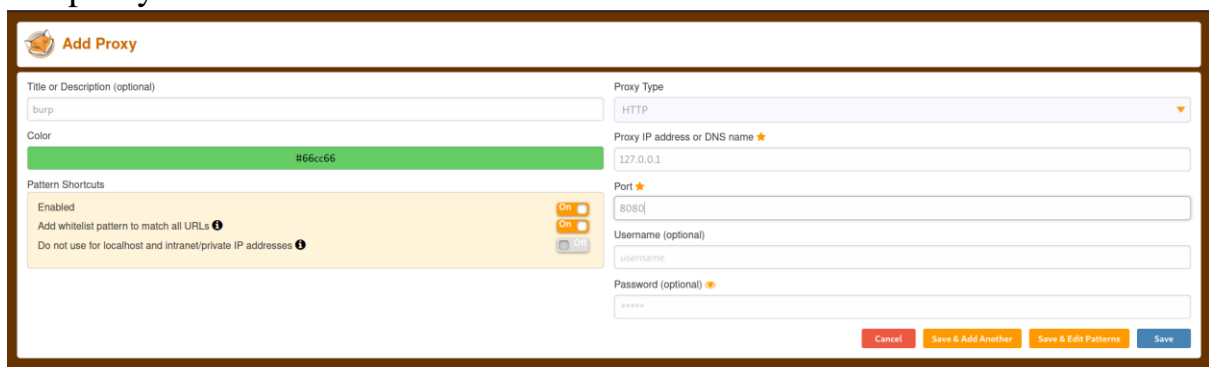 Add Proxy
Title or Description (optional)
burp
Color
#66cc66
Pattern Shortcuts
Enabled On
Add whitelist pattern to match all URLs On
Do not use for localhost and intranet/private IP addresses Off
Proxy Type
HTTP
Proxy IP address or DNS name
127.0.0.1
Port
8080
Username (optional)
username
Password (optional)
*****
Cancel Save & Add Another Save & Edit Patterns Save